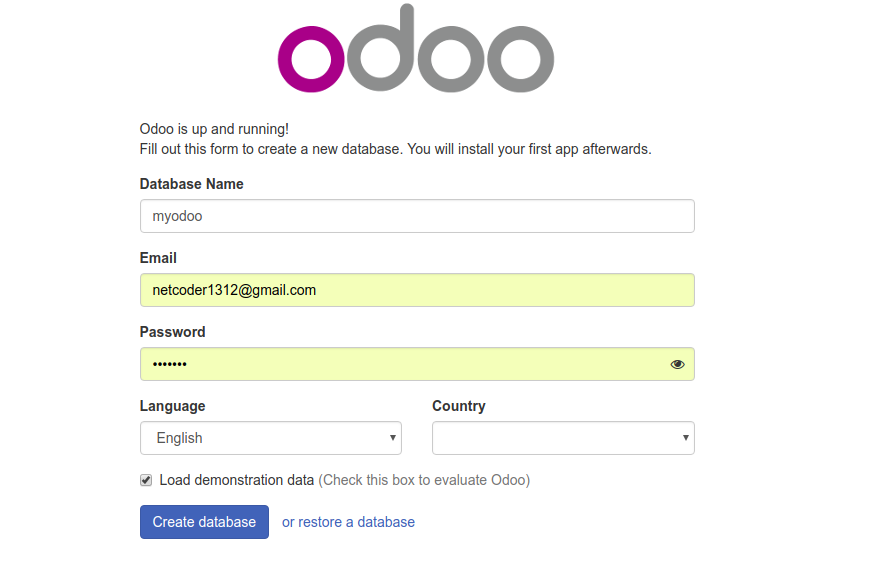 odoo
Odoo is up and running!
Fill out this form to create a new database. You will install your first app afterwards.
Database Name
myodoo
Email
netcoder1312@gmail.com
Password
•••••••
Language Country
English
Load demonstration data (Check this box to evaluate Odoo)
Create database or restore a database